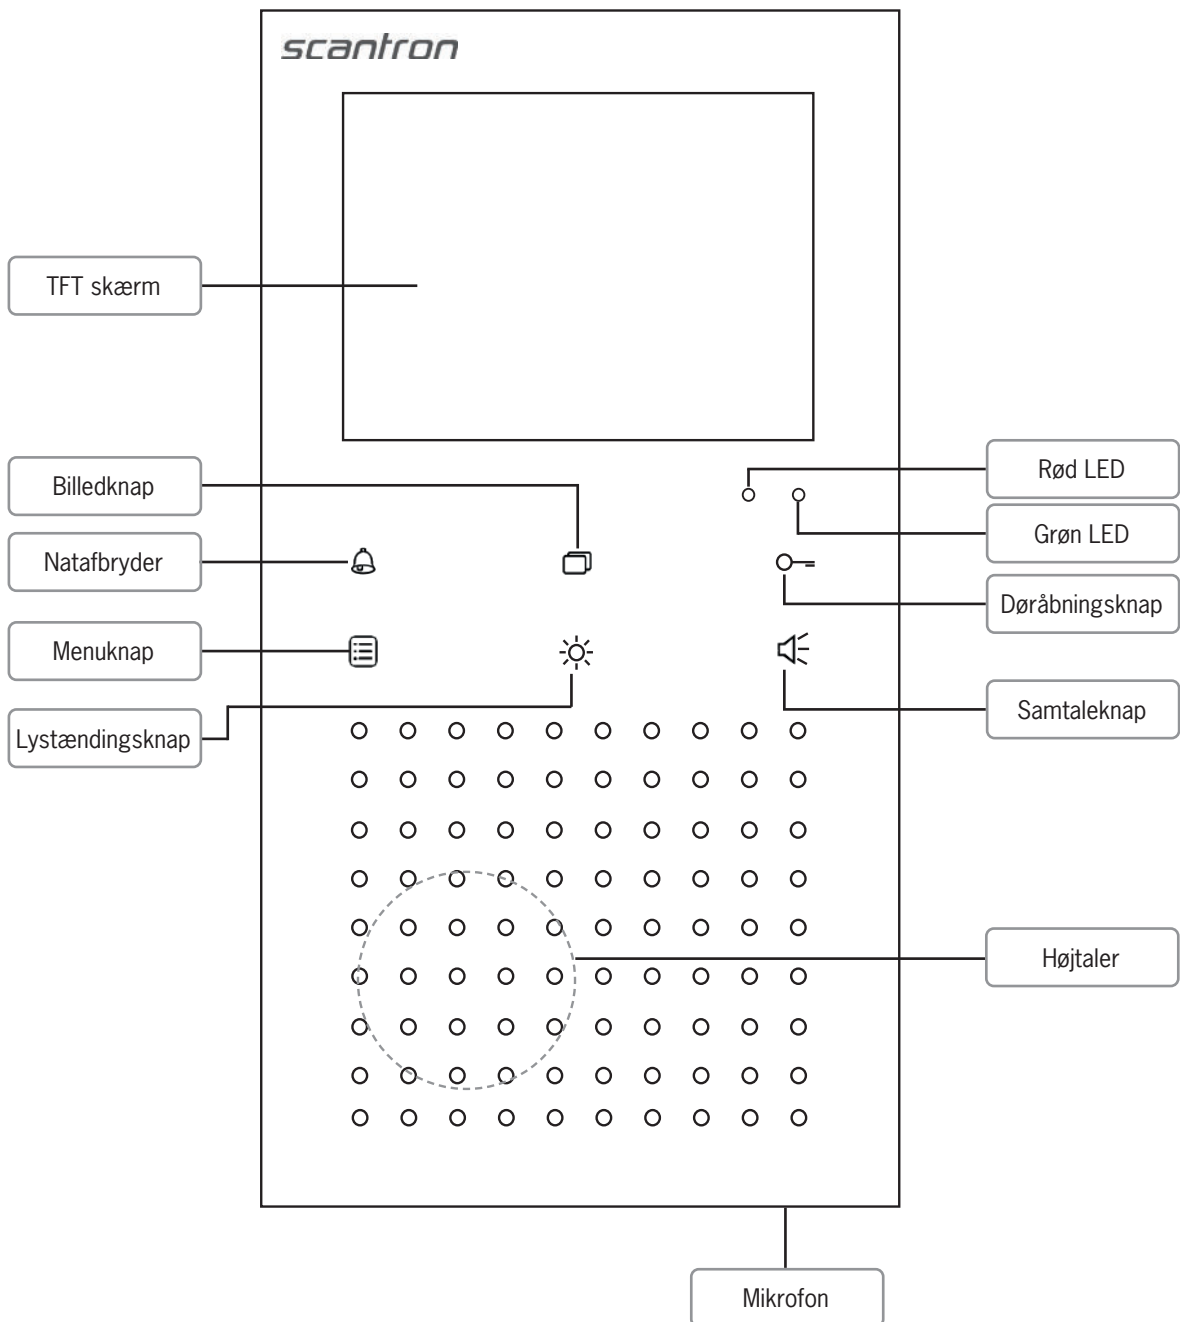 scantron
TFT skærm
Billedknap
Rød LED
Grøn LED
Natafbryder
Døråbningsknap
Menuknap
Samtaleknap
Lystændingsknap
Højtaler
Mikrofon